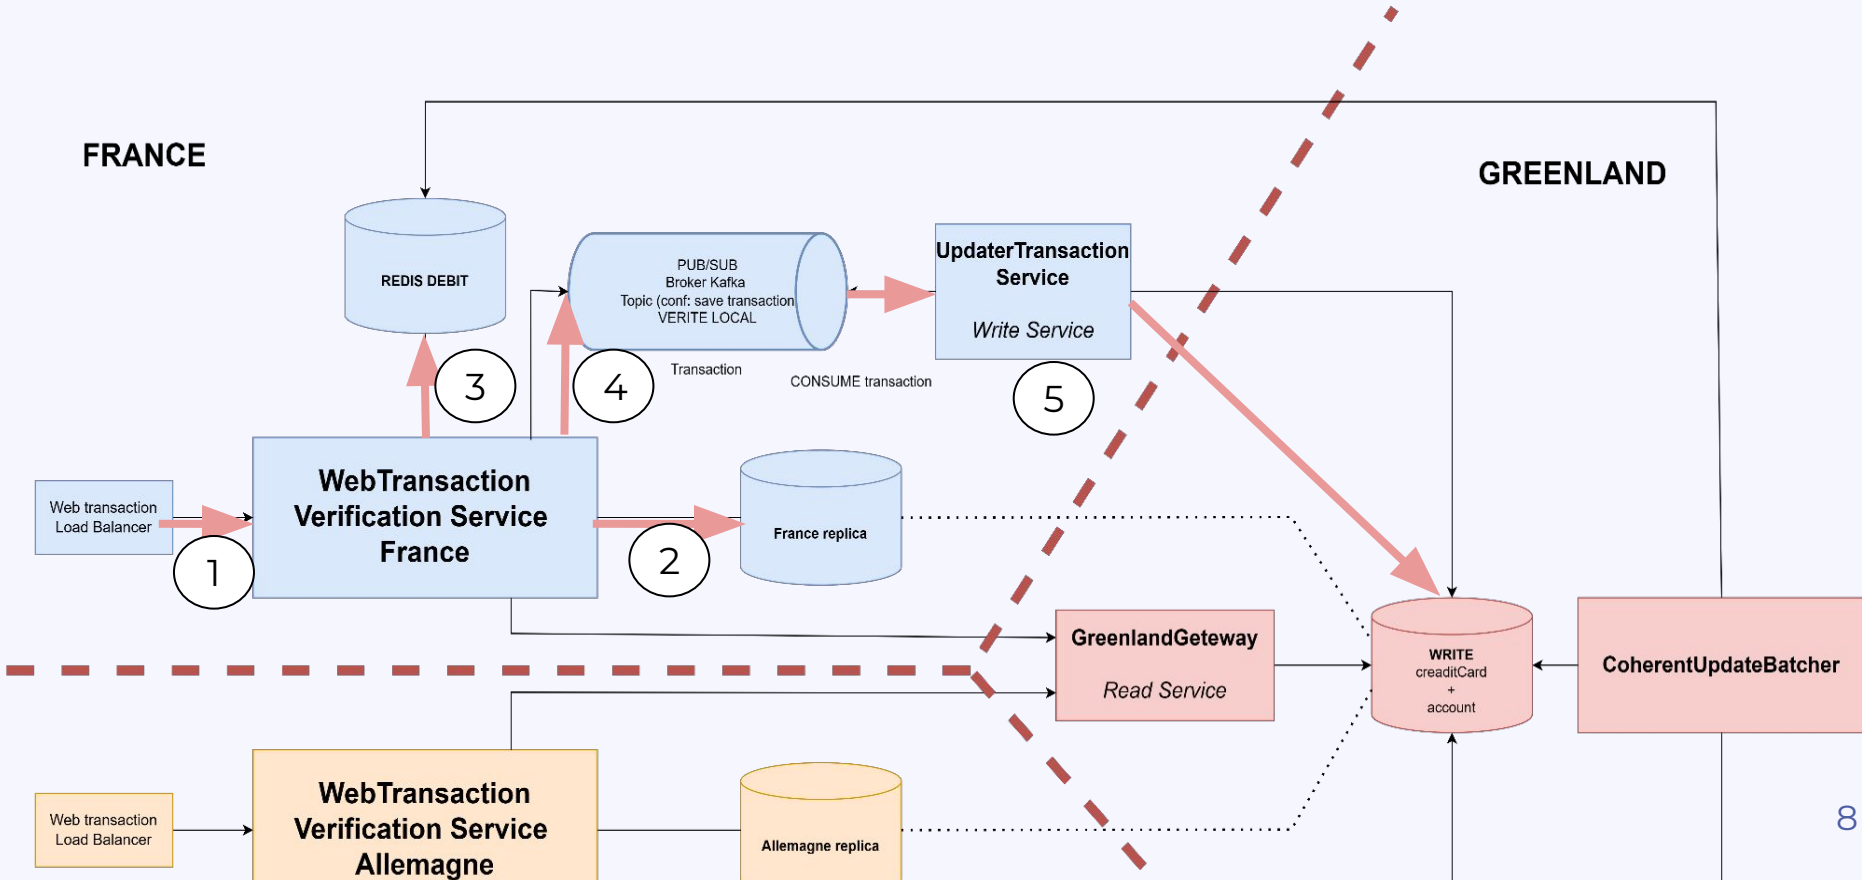 FRANCE
GREENLAND
REDIS DEBIT
PUB/SUB
Broker Kafka
Topic (conf: save transaction
VERITE LOCAL
UpdaterTransaction
Service
Write Service
Transaction
CONSUME transaction
3
4
5
Web transaction
Load Balancer
1
WebTransaction
Verification Service
France
2
France replica
GreenlandGeteway
Read Service
WRITE
creaditCard
+
account
CoherentUpdateBatcher
Web transaction
Load Balancer
WebTransaction
Verification Service
Allemagne
Allemagne replica
8